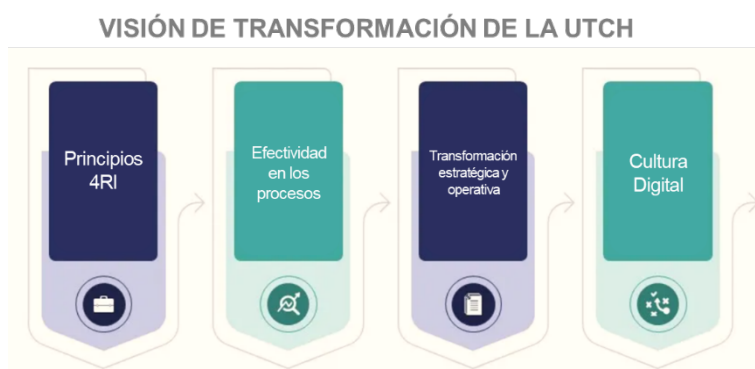 VISIÓN DE TRANSFORMACIÓN DE LA UTCH
Principios
4RI
Efectividad
en los
procesos
Transformación
estratégica y
operativa
Cultura
Digital